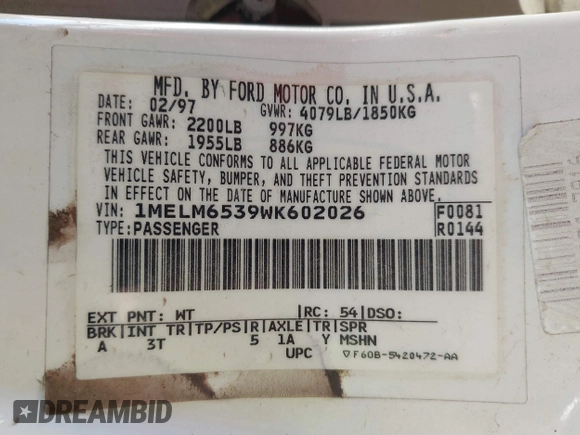 MFD. BY FORD MOTOR CO. IN U.S.A.
DATE: 02/97 GVWR: 4079LB/1850KG
FRONT GAWR: 2200LB 997KG
REAR GAWR: 1955LB 886KG
THIS VEHICLE CONFORMS TO ALL APPLICABLE FEDERAL MOTOR
VEHICLE SAFETY, BUMPER, AND THEFT PREVENTION STANDARDS
IN EFFECT ON THE DATE OF MANUFACTURE SHOWN ABOVE.
VIN: 1MELM6539WK602026 F0081
TYPE: PASSENGER R0144
EXT PNT: WT |RC: 54|DSO:
BRK|INT TR|TP/PS|R|AXLE|TR|SPR
A 3T 5 1A Y MSHN
UPC ▽F60B-5420472-AA
DREAMBID